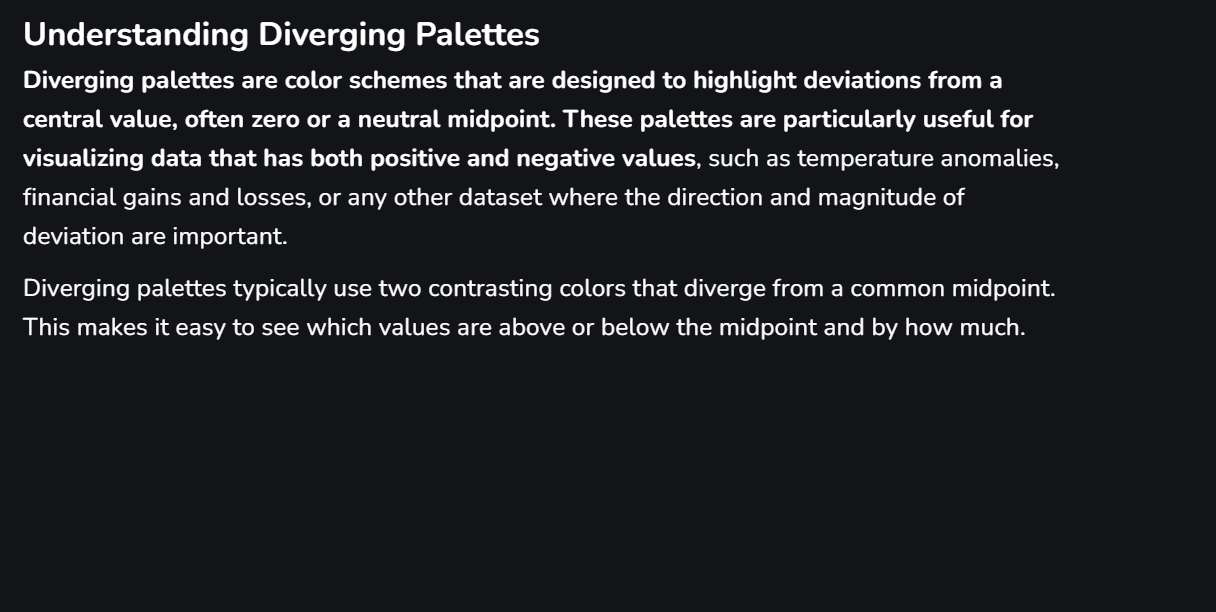 Understanding Diverging Palettes
Diverging palettes are color schemes that are designed to highlight deviations from a
central value, often zero or a neutral midpoint. These palettes are particularly useful for
visualizing data that has both positive and negative values, such as temperature anomalies,
financial gains and losses, or any other dataset where the direction and magnitude of
deviation are important.
Diverging palettes typically use two contrasting colors that diverge from a common midpoint.
This makes it easy to see which values are above or below the midpoint and by how much.